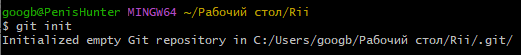 googb@PenisHunter MINGW64 ~/Рабочий стол/Rii
$ git init
Initialized empty Git repository in C:/Users/googb/Рабочий стол/Rii/.git/